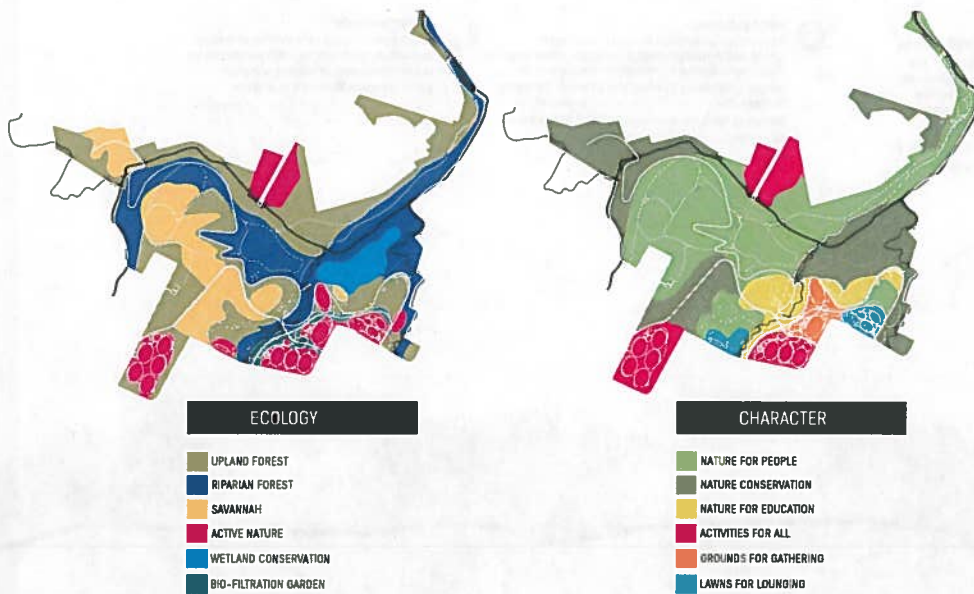 ECOLOGY
UPLAND FOREST
RIPARIAN FOREST
SAVANNAH
ACTIVE NATURE
WETLAND CONSERVATION
BIO-FILTRATION GARDEN
CHARACTER
NATURE FOR PEOPLE
NATURE CONSERVATION
NATURE FOR EDUCATION
ACTIVITIES FOR ALL
GROUNDS FOR GATHERING
LAWNS FOR LOUNGING